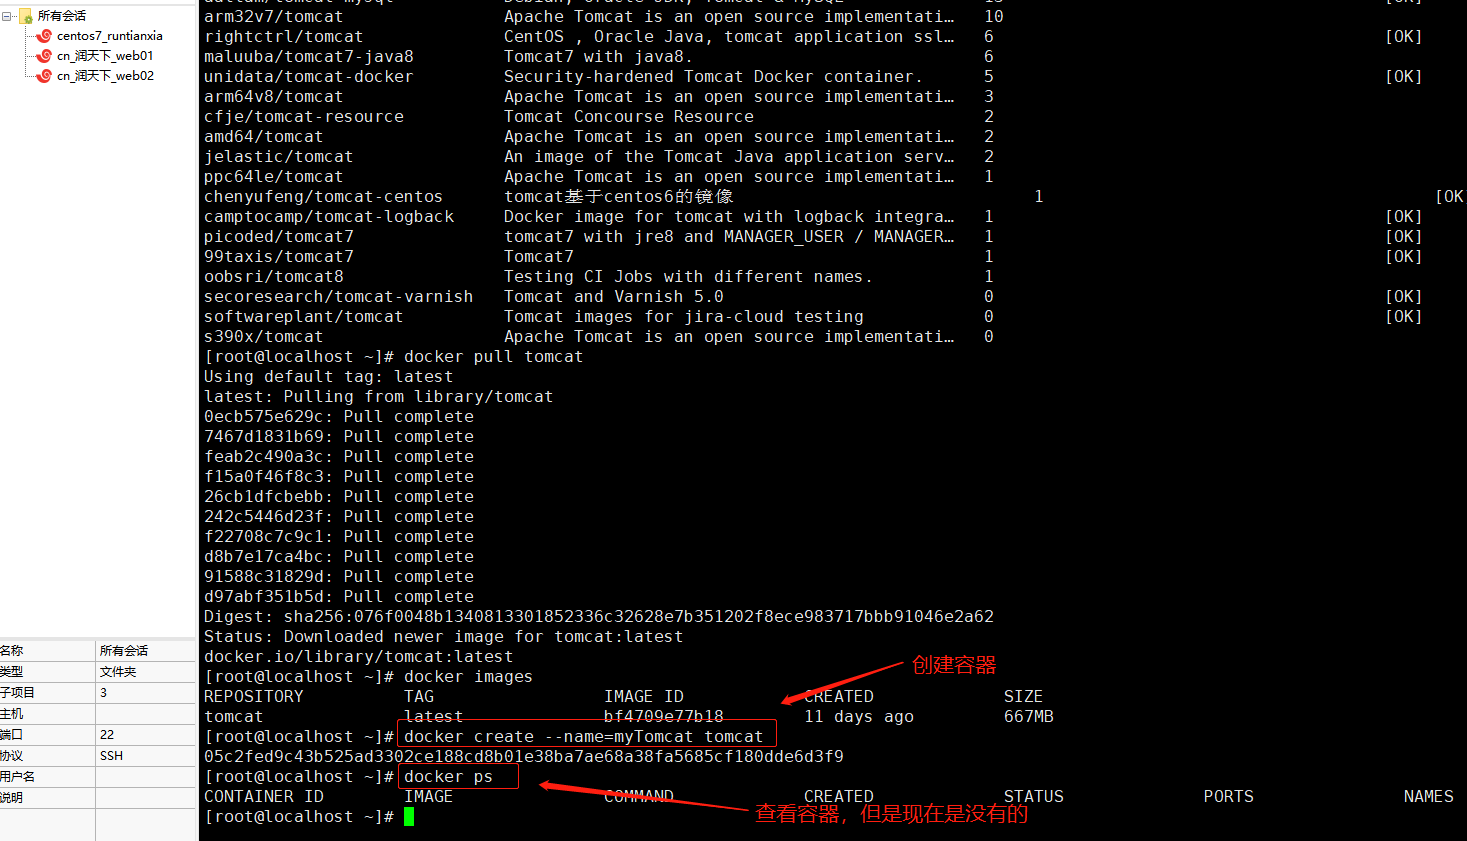 所有会话
centos7_runtianxia
cn_润天下_web01
cn_润天下_web02
名称 所有会话
类型 文件夹
子项目 3
主机
端口 22
协议 SSH
用户名
说明
arm32v7/tomcat Apache Tomcat is an open source implementati… 10
rightctrl/tomcat CentOS , Oracle Java, tomcat application ssl… 6 [OK]
maluuba/tomcat7-java8 Tomcat7 with java8. 6
unidata/tomcat-docker Security-hardened Tomcat Docker container. 5 [OK]
arm64v8/tomcat Apache Tomcat is an open source implementati… 3
cfje/tomcat-resource Tomcat Concourse Resource 2
amd64/tomcat Apache Tomcat is an open source implementati… 2
jelastic/tomcat An image of the Tomcat Java application serv… 2
ppc64le/tomcat Apache Tomcat is an open source implementati… 1
chenyufeng/tomcat-centos tomcat基于centos6的镜像 1 [OK
camptocamp/tomcat-logback Docker image for tomcat with logback integra… 1 [OK]
picoded/tomcat7 tomcat7 with jre8 and MANAGER_USER / MANAGER… 1 [OK]
99taxis/tomcat7 Tomcat7 1 [OK]
oobsri/tomcat8 Testing CI Jobs with different names. 1
secoresearch/tomcat-varnish Tomcat and Varnish 5.0 0 [OK]
softwareplant/tomcat Tomcat images for jira-cloud testing 0 [OK]
s390x/tomcat Apache Tomcat is an open source implementati… 0
[root@localhost ~]# docker pull tomcat
Using default tag: latest
latest: Pulling from library/tomcat
0ecb575e629c: Pull complete
7467d1831b69: Pull complete
feab2c490a3c: Pull complete
f15a0f46f8c3: Pull complete
26cb1dfcbebb: Pull complete
242c5446d23f: Pull complete
f22708c7c9c1: Pull complete
d8b7e17ca4bc: Pull complete
91588c31829d: Pull complete
d97abf351b5d: Pull complete
Digest: sha256:076f0048b1340813301852336c32628e7b351202f8ece983717bbb91046e2a62
Status: Downloaded newer image for tomcat:latest
docker.io/library/tomcat:latest
[root@localhost ~]# docker images
创建容器
REPOSITORY TAG IMAGE ID CREATED SIZE
tomcat latest bf4709e77b18 11 days ago 667MB
[root@localhost ~]# docker create --name=myTomcat tomcat
05c2fed9c43b525ad3302ce188cd8b01e38ba7ae68a38fa5685cf180dde6d3f9
[root@localhost ~]# docker ps
CONTAINER ID IMAGE COMMAND CREATED STATUS PORTS NAMES
查看容器，但是现在是没有的
[root@localhost ~]#